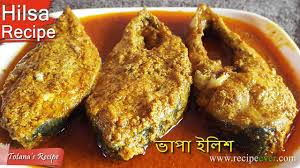 Hilsa
Recipe
ভাপা ইলিশ
Totana's Recipe
www.recipeever.com